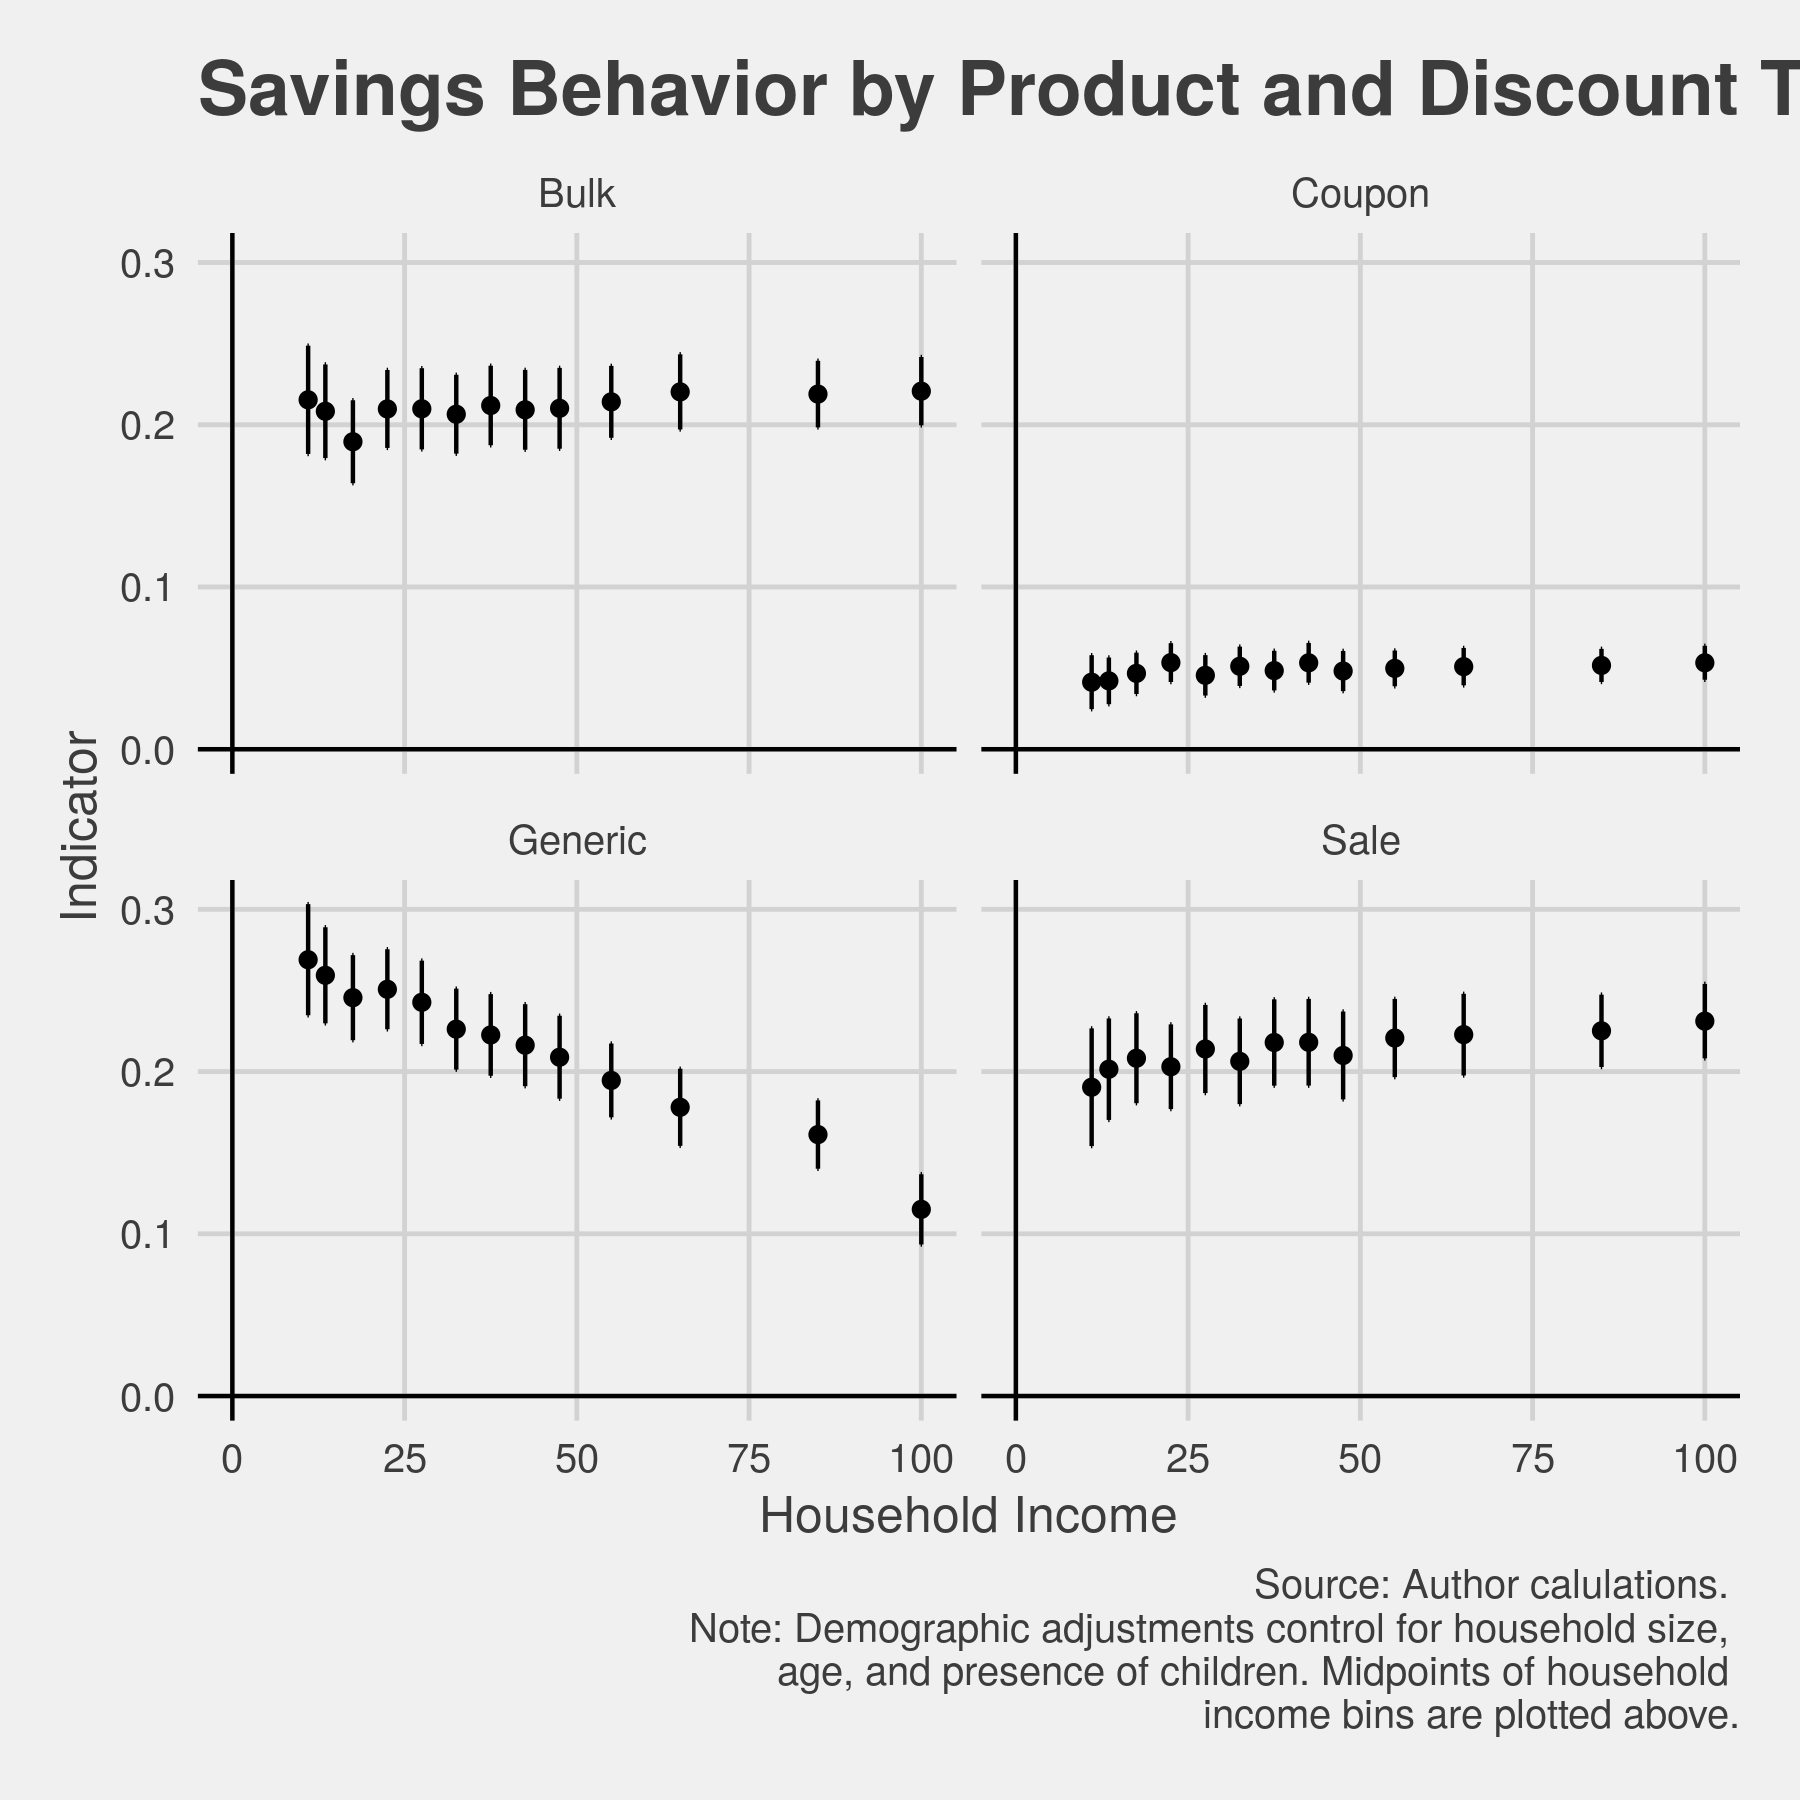 Savings Behavior by Product and Discount T
Bulk
Coupon
0.3
0.2
0.1
0.0
Indicator
Generic
Sale
0.3
0.2
0.1
0.0
0 25 50 75 100 0 25 50 75 100
Household Income
Source: Author calulations.
Note: Demographic adjustments control for household size,
age, and presence of children. Midpoints of household
income bins are plotted above.